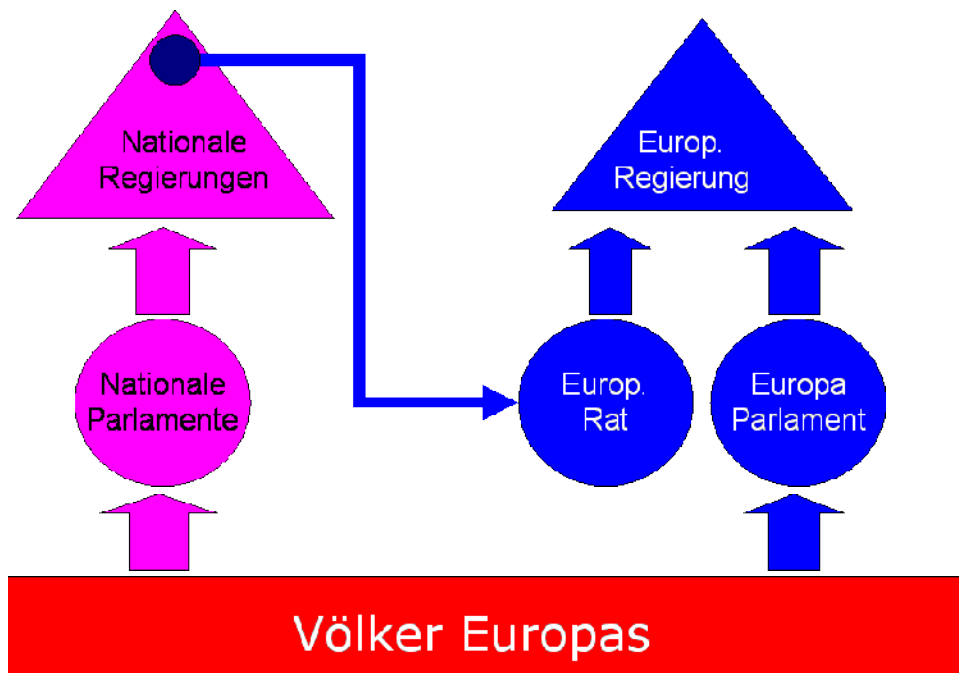 Nationale
Regierungen
Europ.
Regierung
Nationale
Parlamente
Europ.
Rat
Europa
Parlament
Völker Europas